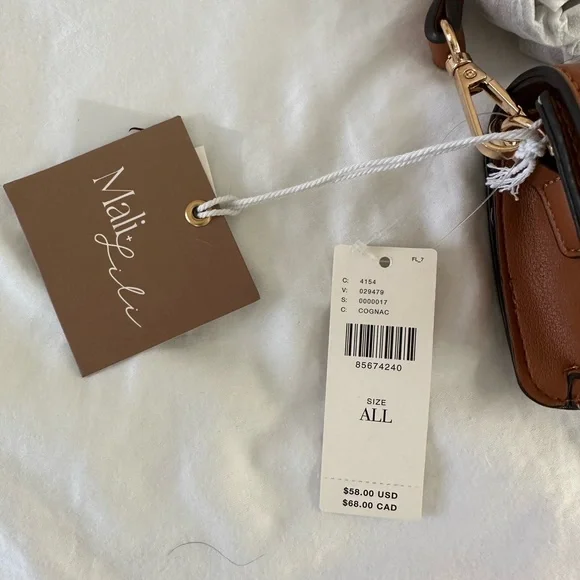 Mali +
Lili
C: 4154
V: 029479
S: 0000017
C: COGNAC
85674240
SIZE
ALL
$58.00 USD
$68.00 CAD